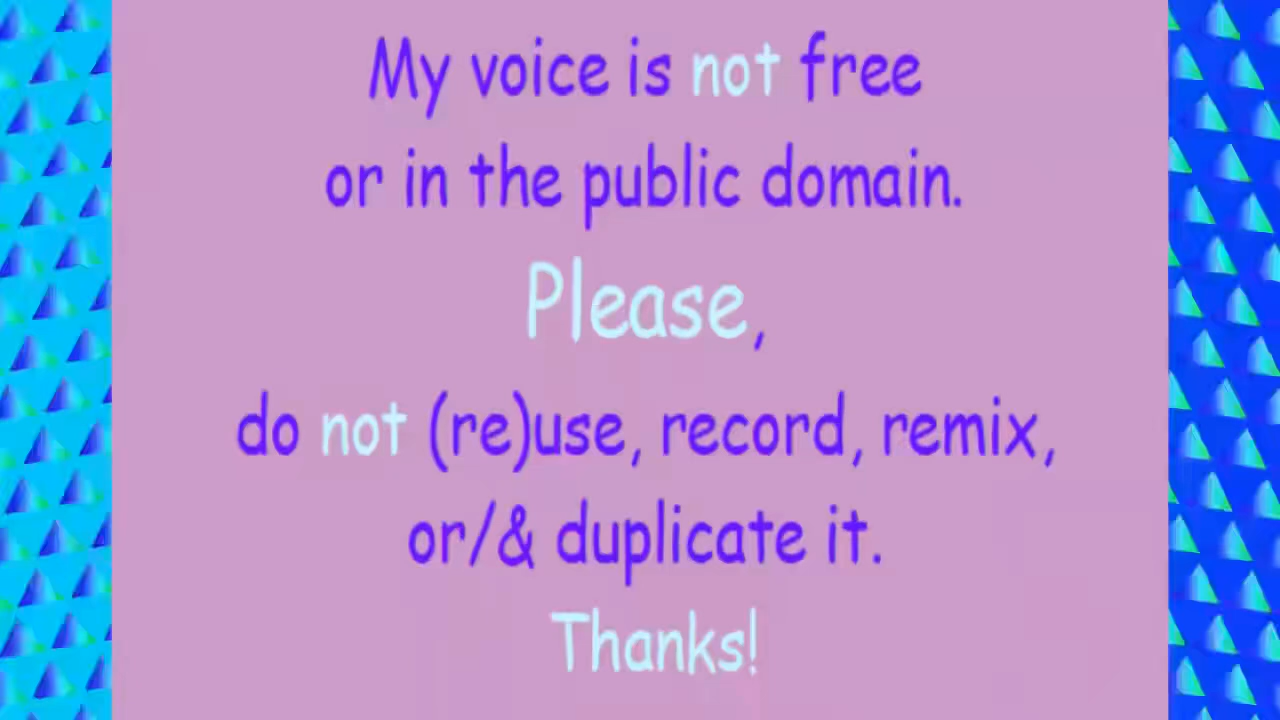 My voice is not free
or in the public domain.
Please,
do not (re)use, record, remix,
or/& duplicate it.
Thanks!